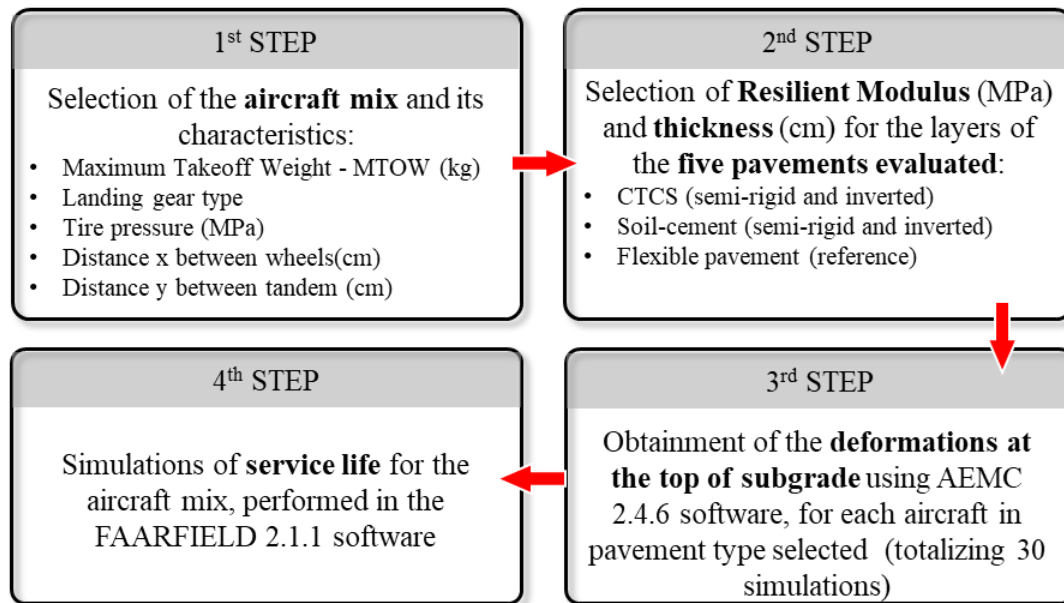 1st STEP
Selection of the aircraft mix and its
characteristics:
• Maximum Takeoff Weight - MTOW (kg)
• Landing gear type
• Tire pressure (MPa)
• Distance x between wheels(cm)
• Distance y between tandem (cm)
2nd STEP
Selection of Resilient Modulus (MPa)
and thickness (cm) for the layers of
the five pavements evaluated:
• CTCS (semi-rigid and inverted)
• Soil-cement (semi-rigid and inverted)
• Flexible pavement (reference)
3rd STEP
Obtainment of the deformations at
the top of subgrade using AEMC
2.4.6 software, for each aircraft in
pavement type selected (totalizing 30
simulations)
4th STEP
Simulations of service life for the
aircraft mix, performed in the
FAARFIELD 2.1.1 software